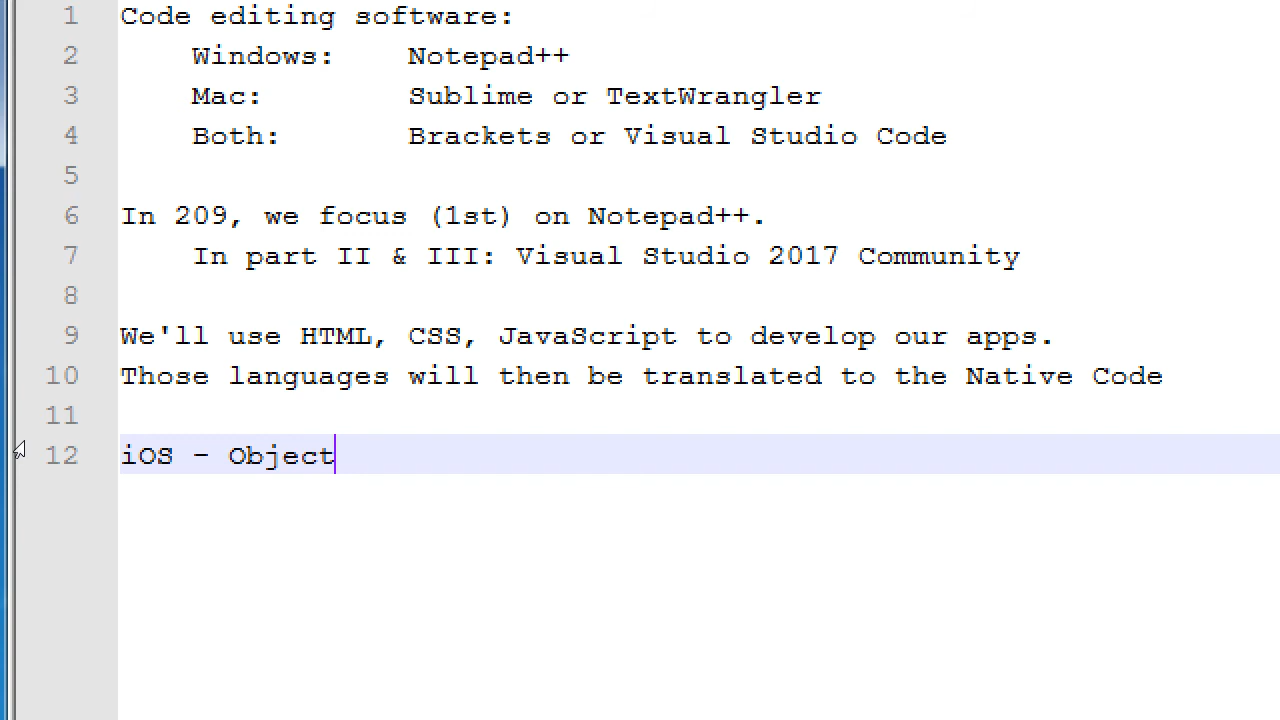 1 Code editing software:
2 Windows: Notepad++
3 Mac: Sublime or TextWrangler
4 Both: Brackets or Visual Studio Code
5
6 In 209, we focus (1st) on Notepad++.
7 In part II & III: Visual Studio 2017 Community
8
9 We'll use HTML, CSS, JavaScript to develop our apps.
10 Those languages will then be translated to the Native Code
11
12 iOS - Object